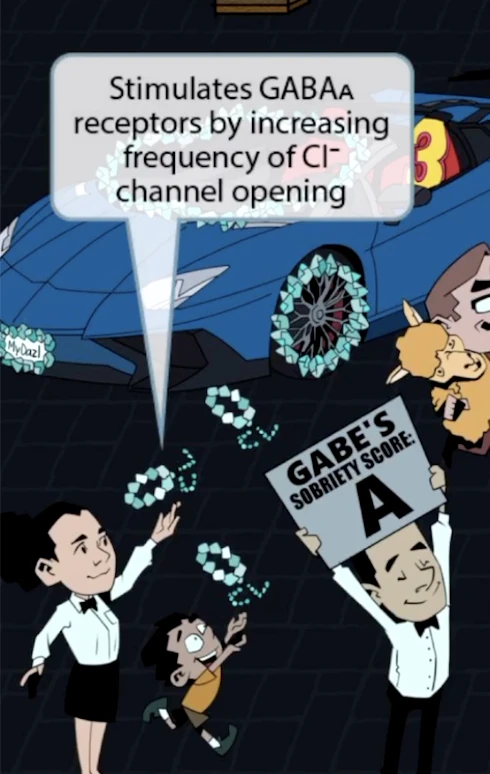 Stimulates GABAA
receptors by increasing
frequency of Cl⁻
channel opening
3
MyDazl
GABE'S
SOBRIETY SCORE:
A